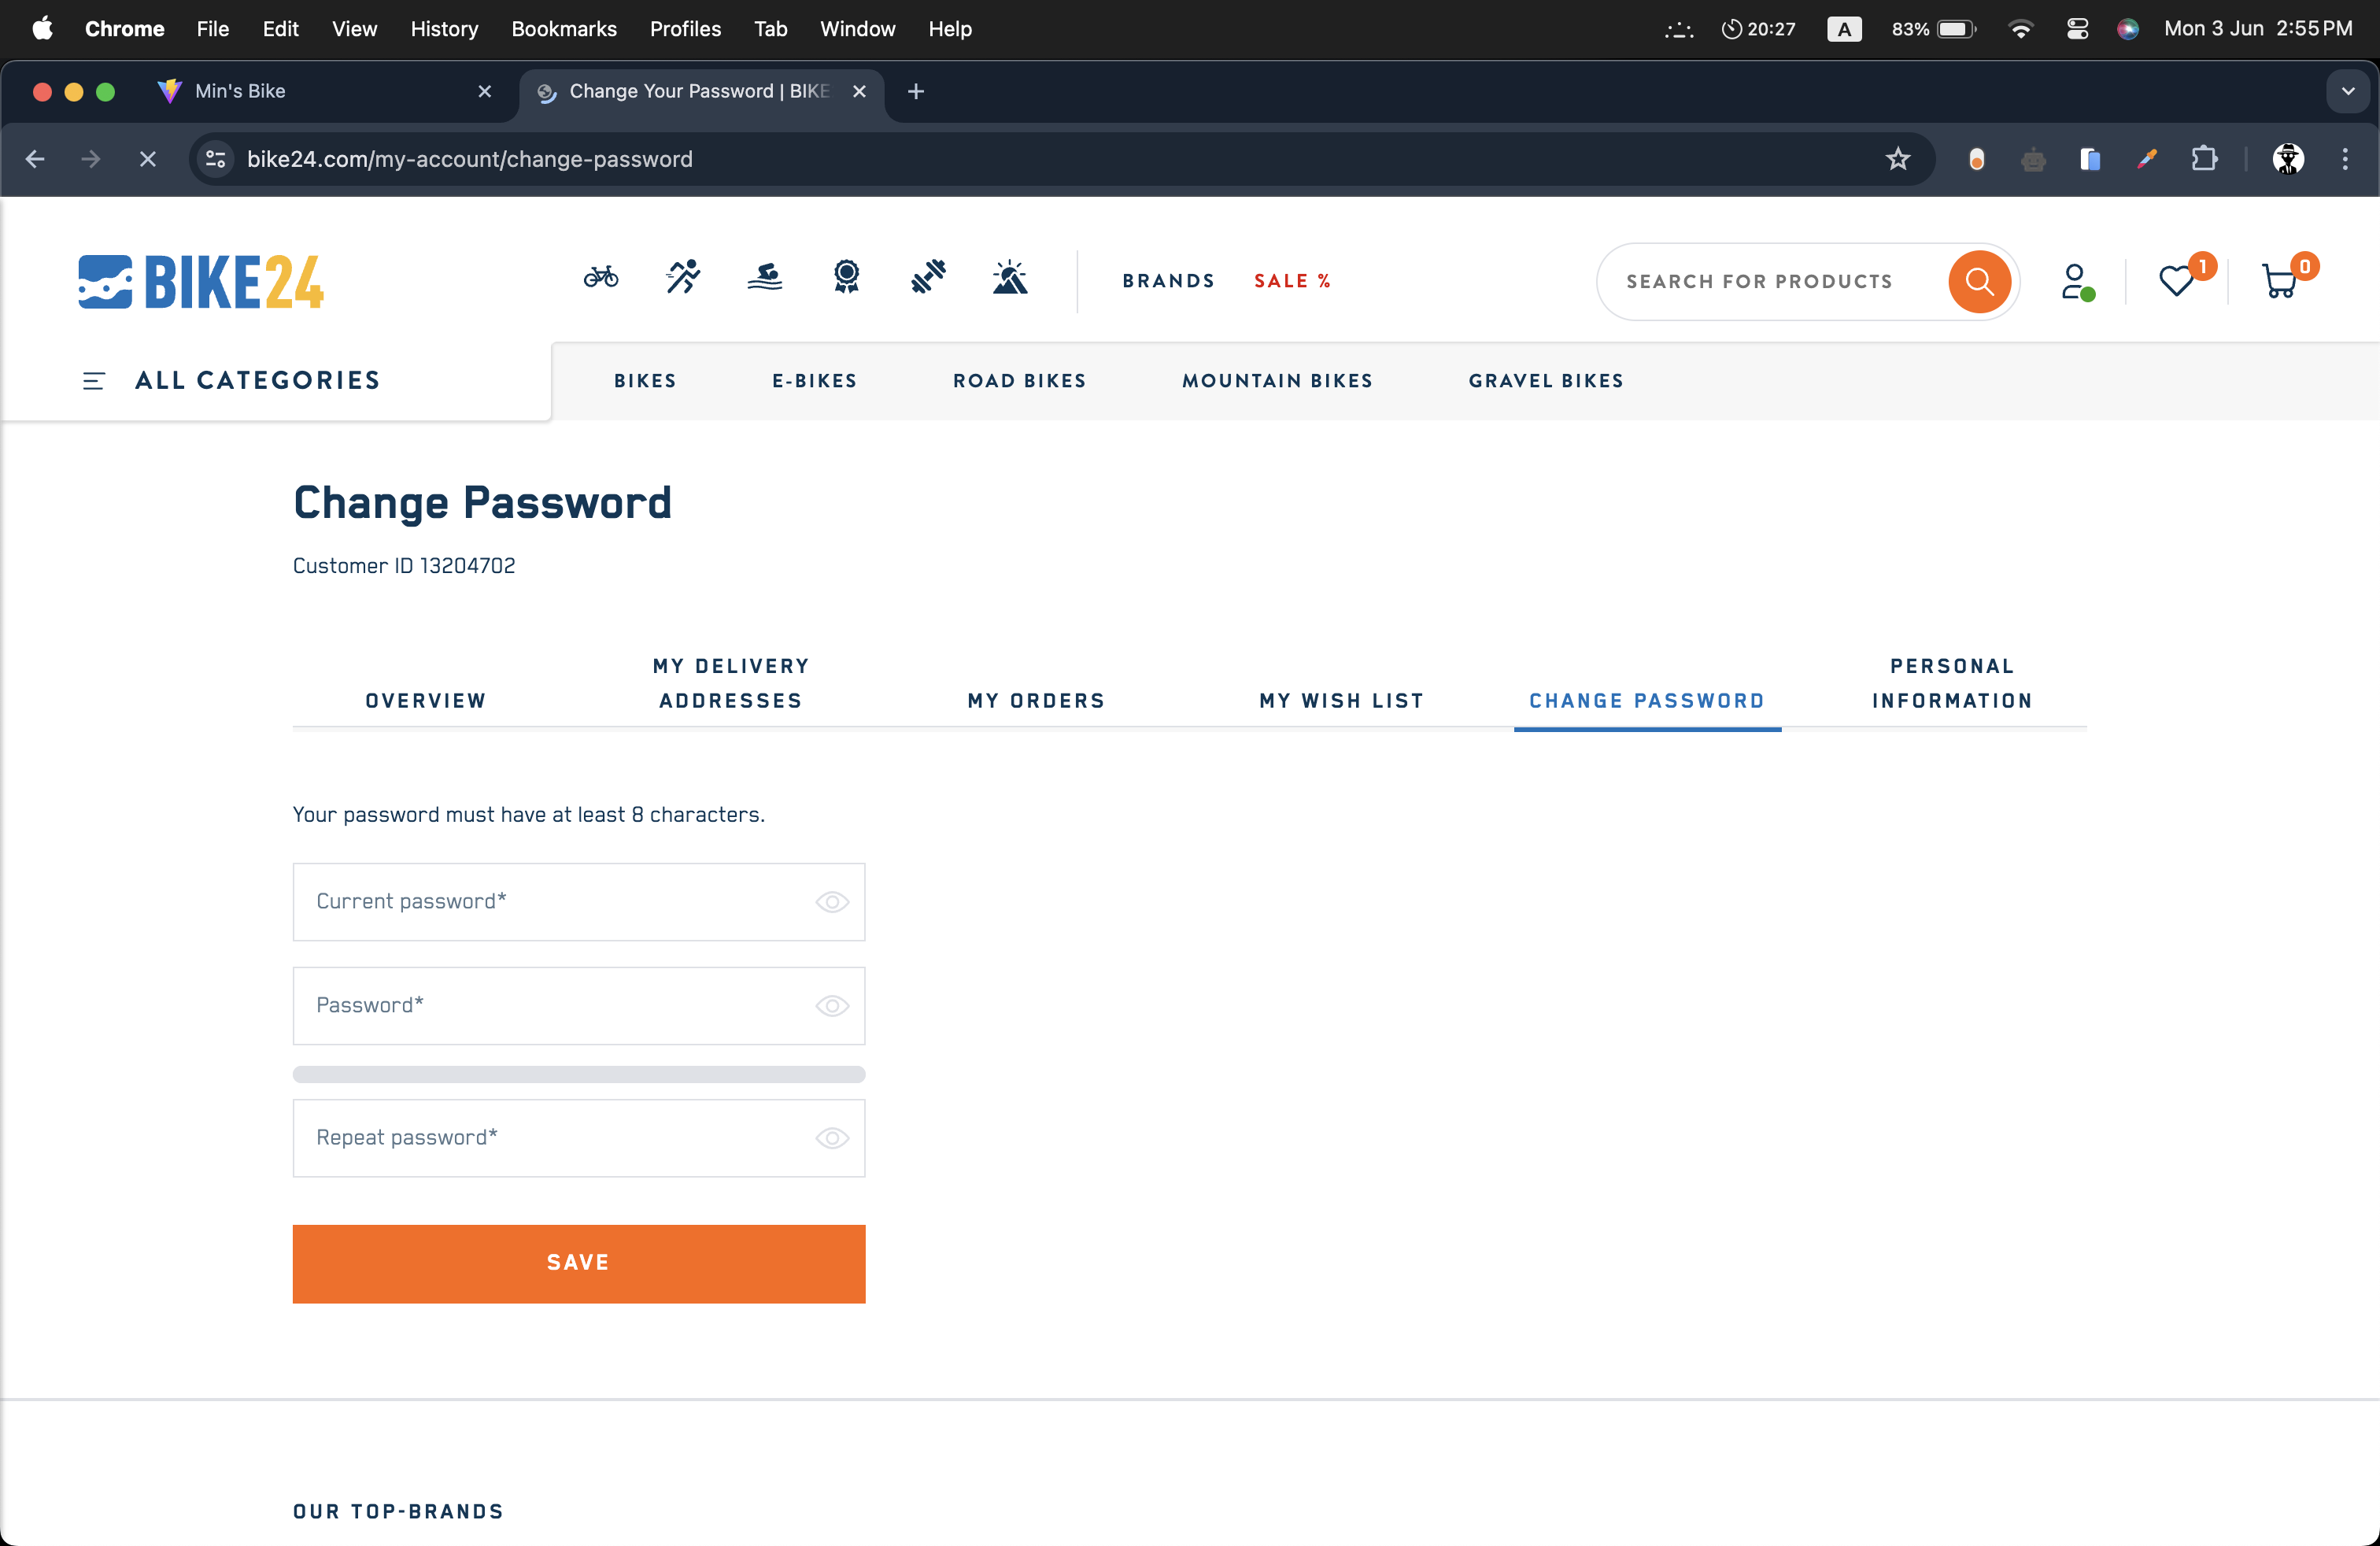 Chrome File Edit View History Bookmarks Profiles Tab Window Help 20:27 A 83% Mon 3 Jun 2:55 PM
Min's Bike Change Your Password | BIKE
bike24.com/my-account/change-password
BIKE24 BRANDS SALE % SEARCH FOR PRODUCTS 1 0
ALL CATEGORIES BIKES E-BIKES ROAD BIKES MOUNTAIN BIKES GRAVEL BIKES
Change Password
Customer ID 13204702
OVERVIEW
MY DELIVERY
ADDRESSES
MY ORDERS
MY WISH LIST
CHANGE PASSWORD
PERSONAL
INFORMATION
Your password must have at least 8 characters.
Current password*
Password*
Repeat password*
SAVE
OUR TOP-BRANDS